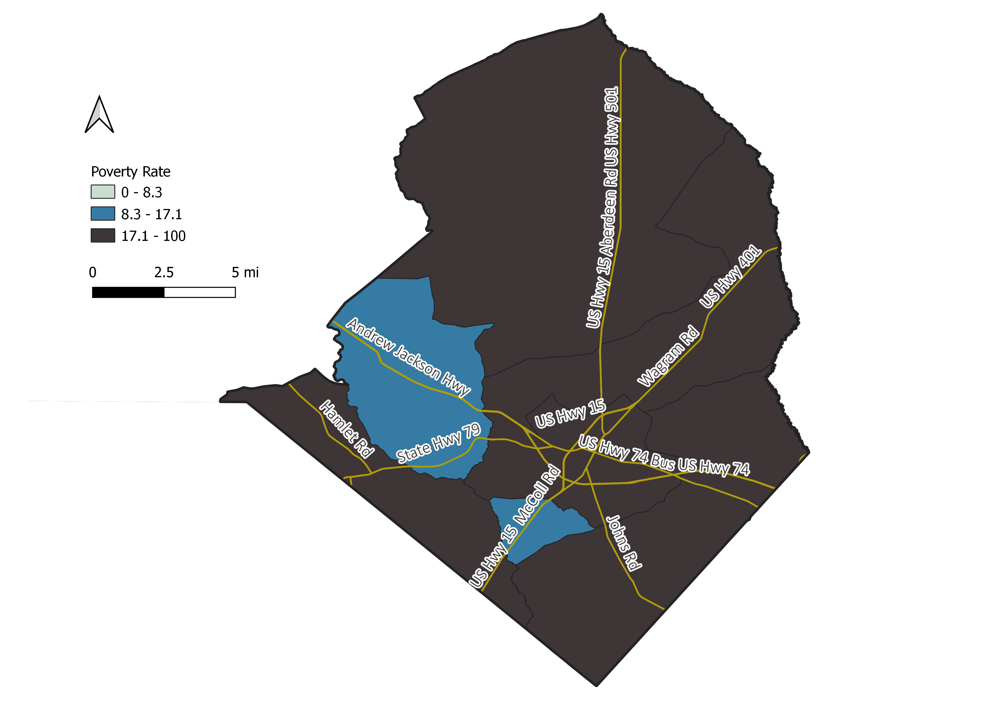 Poverty Rate
0 - 8.3
8.3 - 17.1
17.1 - 100
0 2.5 5 mi
US Hwy 15 Aberdeen Rd US Hwy 501
US Hwy 401
Wagram Rd
Andrew Jackson Hwy
US Hwy 15
Hamlet Rd
State Hwy 79
US Hwy 74 Bus US Hwy 74
US Hwy 15 McColl Rd
Johns Rd